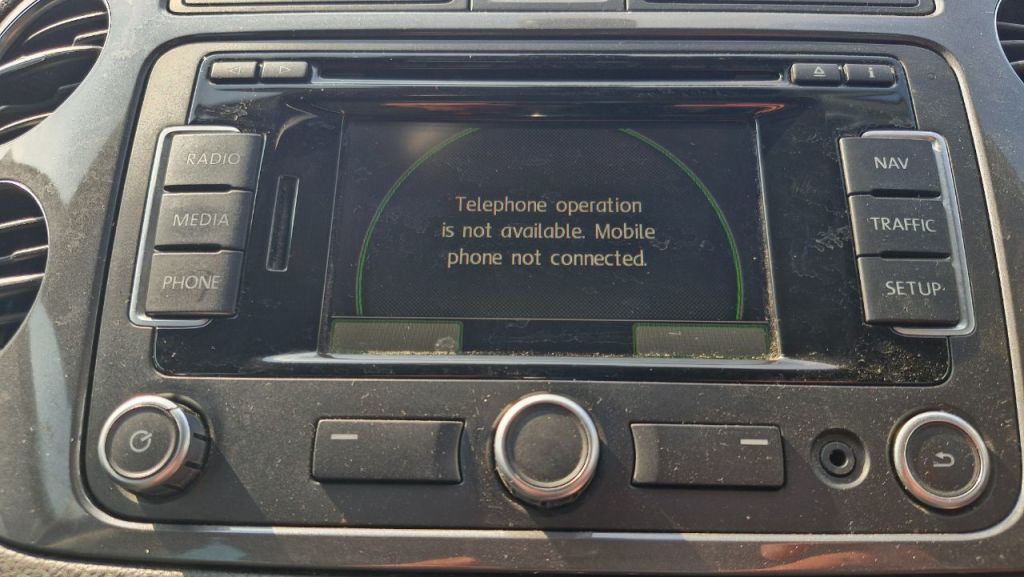 RADIO
MEDIA
PHONE
Telephone operation
is not available. Mobile
phone not connected.
NAV
TRAFFIC
SETUP
i